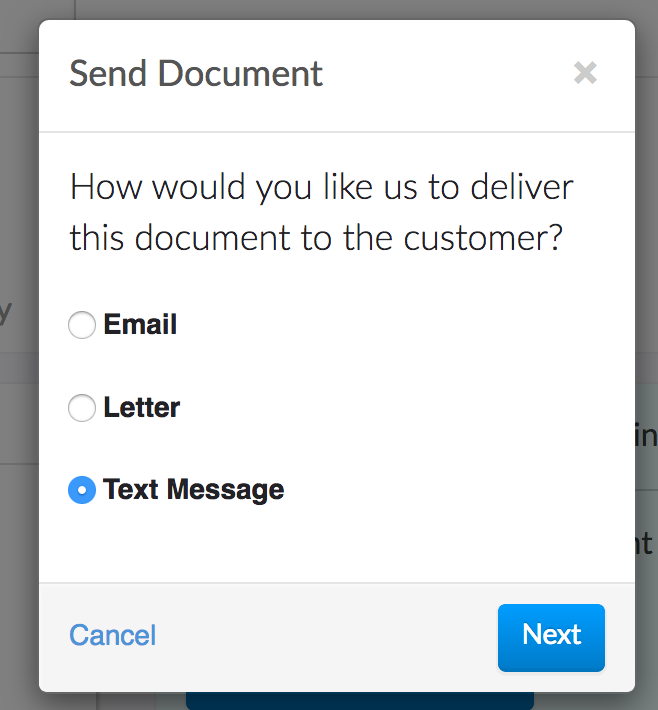 Send Document
×
How would you like us to deliver
this document to the customer?
Email
Letter
Text Message
Cancel
Next